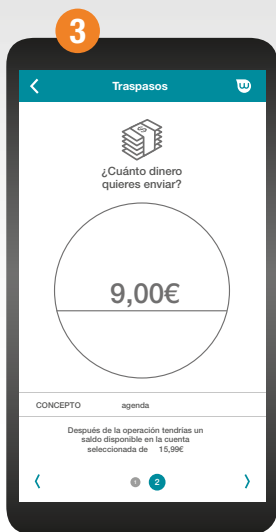 3
Traspasos
¿Cuánto dinero
quieres enviar?
9,00€
CONCEPTO agenda
Después de la operación tendrías un
saldo disponible en la cuenta
seleccionada de 15,99€
1 2